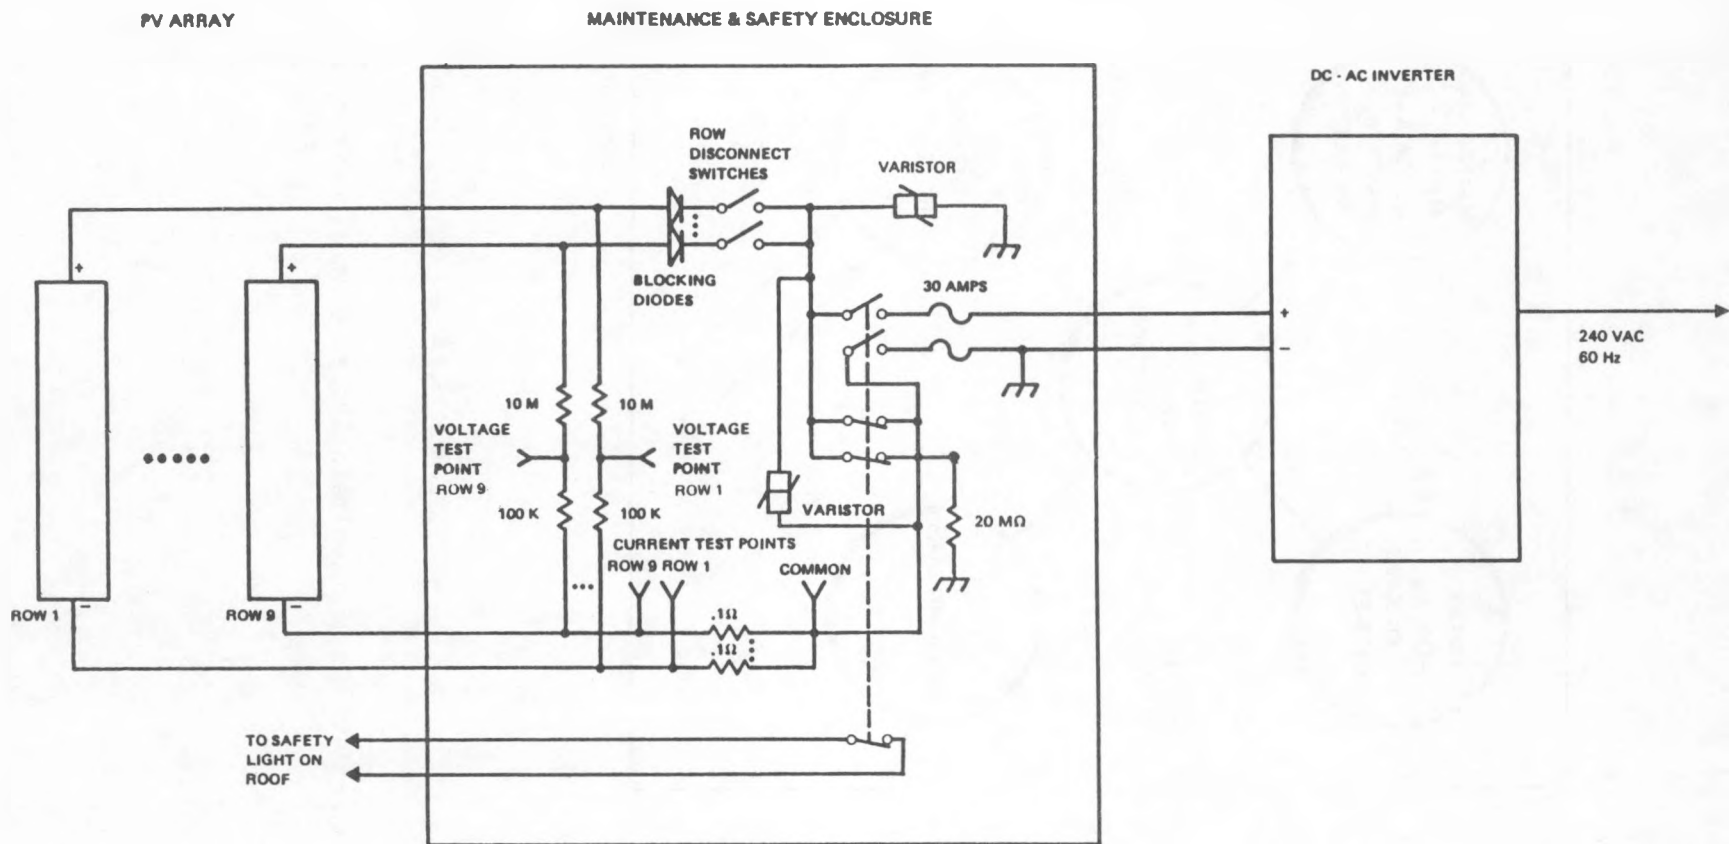 PV ARRAY
MAINTENANCE & SAFETY ENCLOSURE
DC - AC INVERTER
ROW
DISCONNECT
SWITCHES
VARISTOR
+
+
BLOCKING
DIODES
30 AMPS
+
−
240 VAC
60 Hz
10 M
10 M
VOLTAGE
TEST
POINT
ROW 9
VOLTAGE
TEST
POINT
ROW 1
100 K
100 K
VARISTOR
20 MΩ
CURRENT TEST POINTS
ROW 9 ROW 1
COMMON
ROW 1
−
ROW 9
−
.1Ω
.1Ω
TO SAFETY
LIGHT ON
ROOF